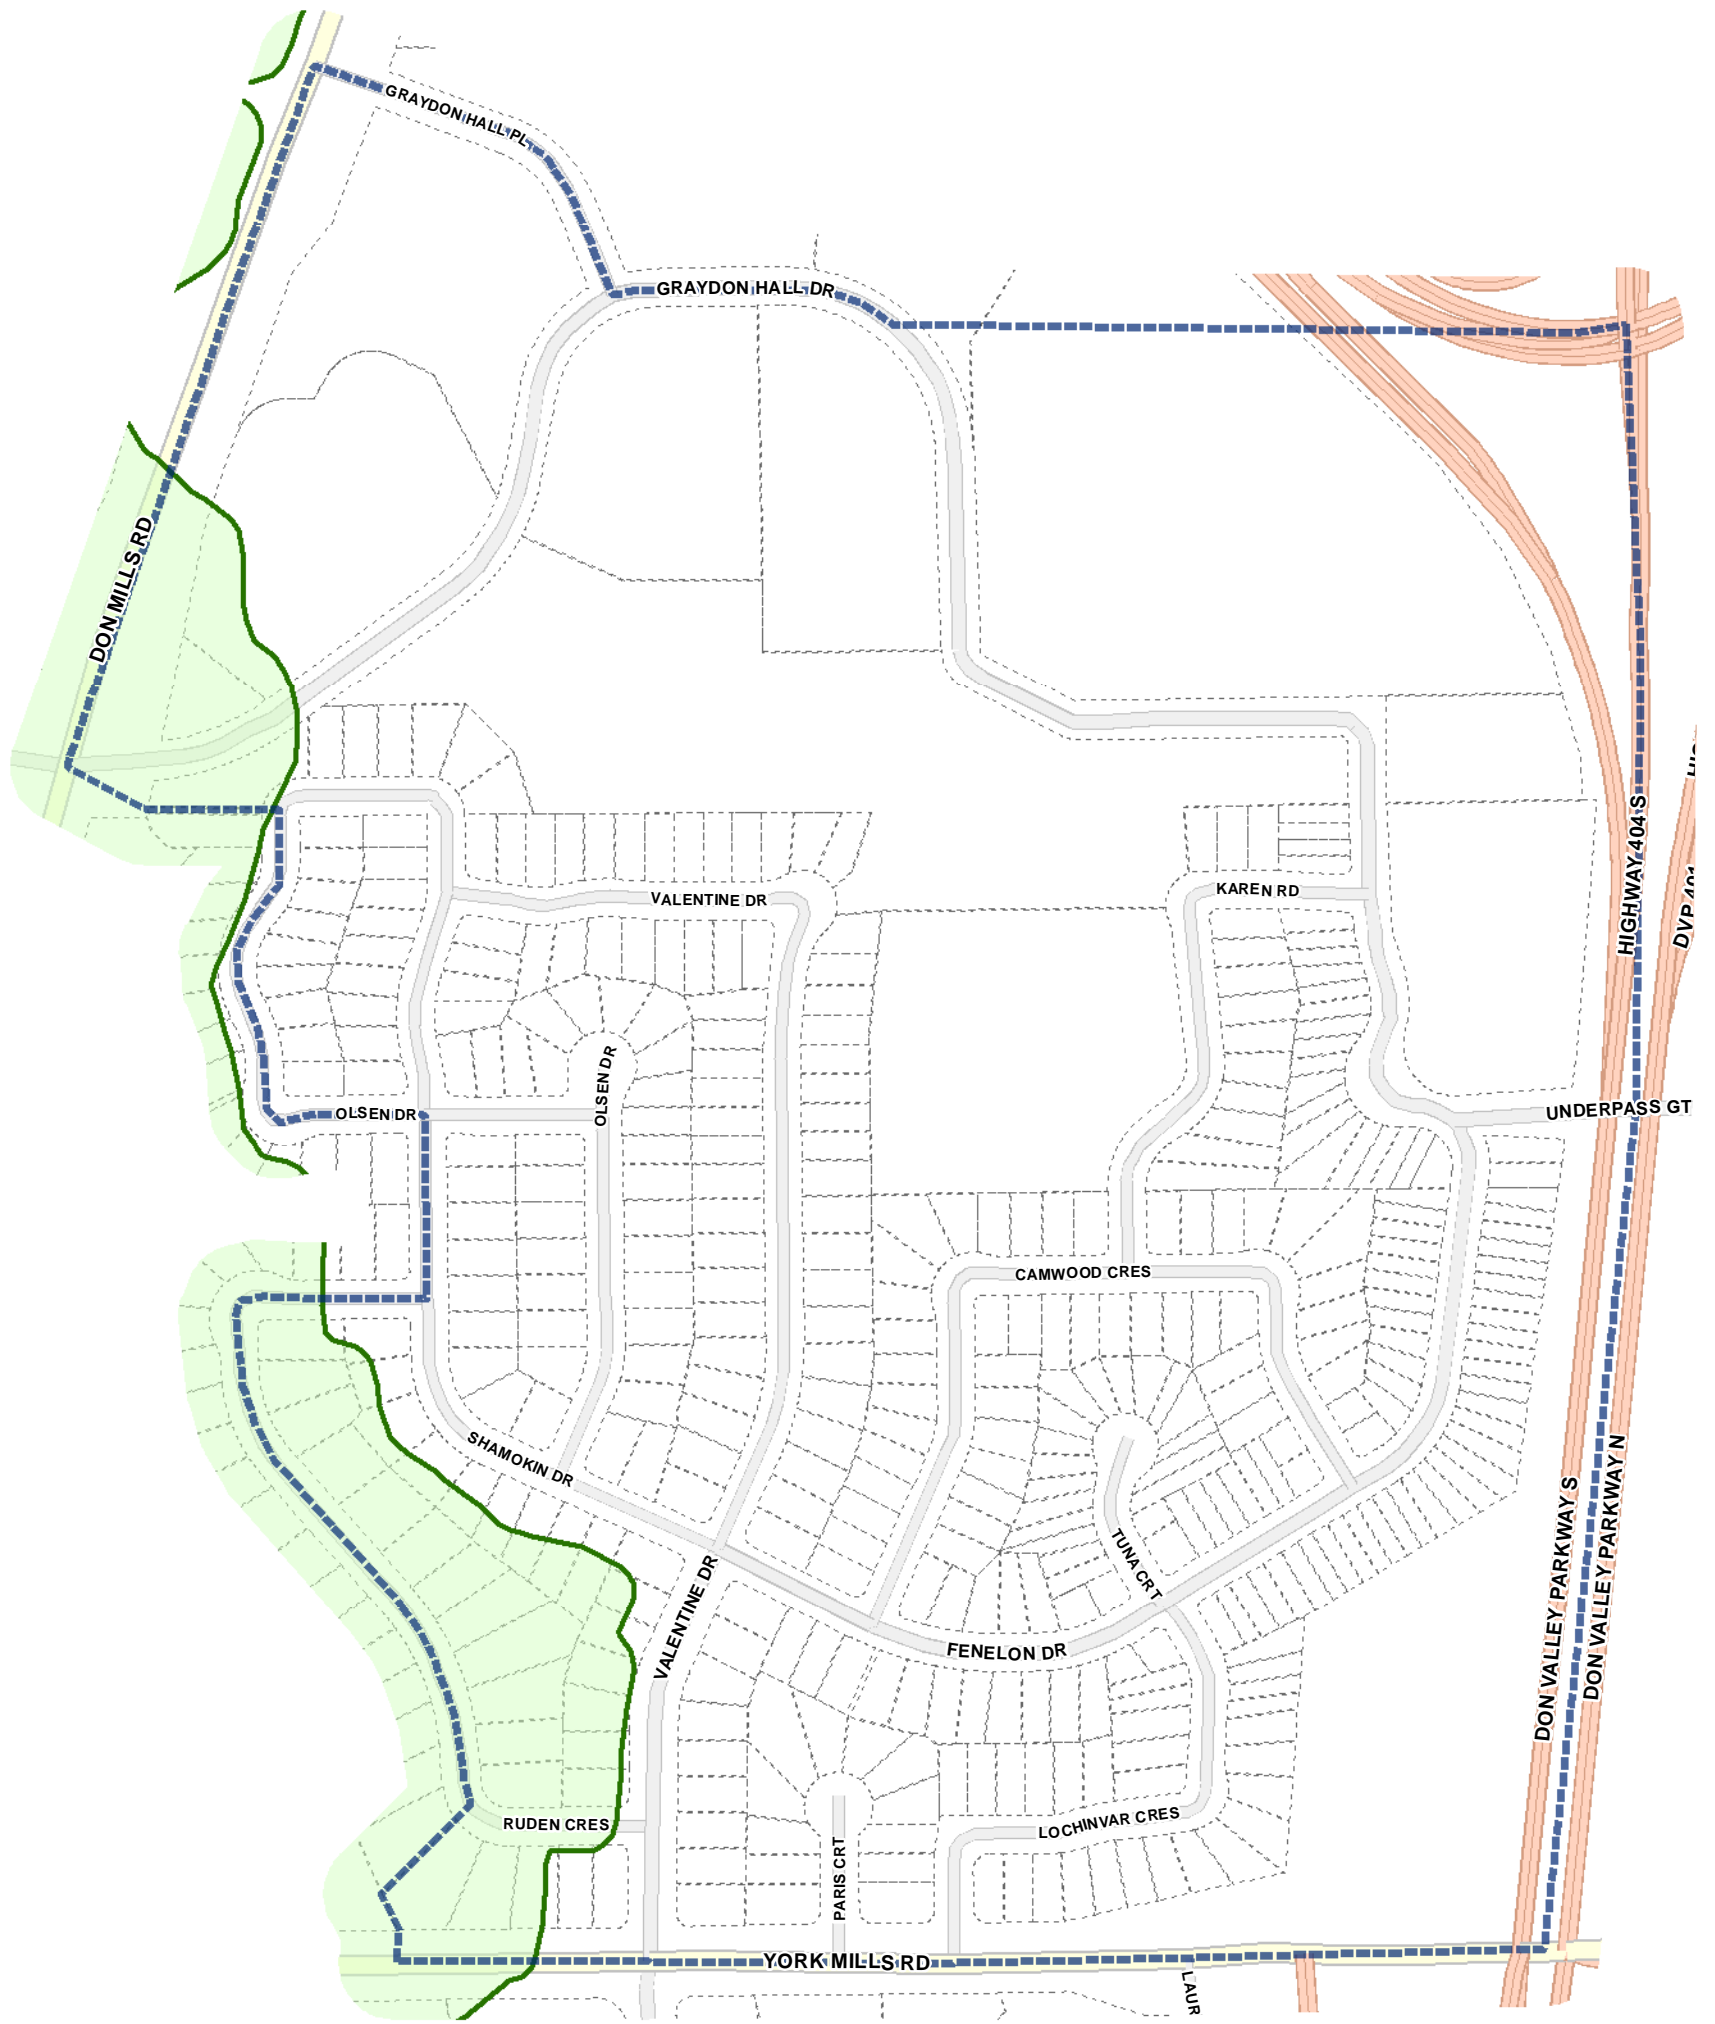 GRAYDON HALL PL
GRAYDON HALL DR
DON MILLS RD
HIGHWAY 404 S
DVP 401
VALENTINE DR
KAREN RD
OLSEN DR
OLSEN DR
UNDERPASS GT
CAMWOOD CRES
SHAMOKIN DR
TUNA CRT
VALENTINE DR
FENELON DR
DON VALLEY PARKWAY S
DON VALLEY PARKWAY N
RUDEN CRES
PARIS CRT
LOCHINVAR CRES
YORK MILLS RD
LAUR